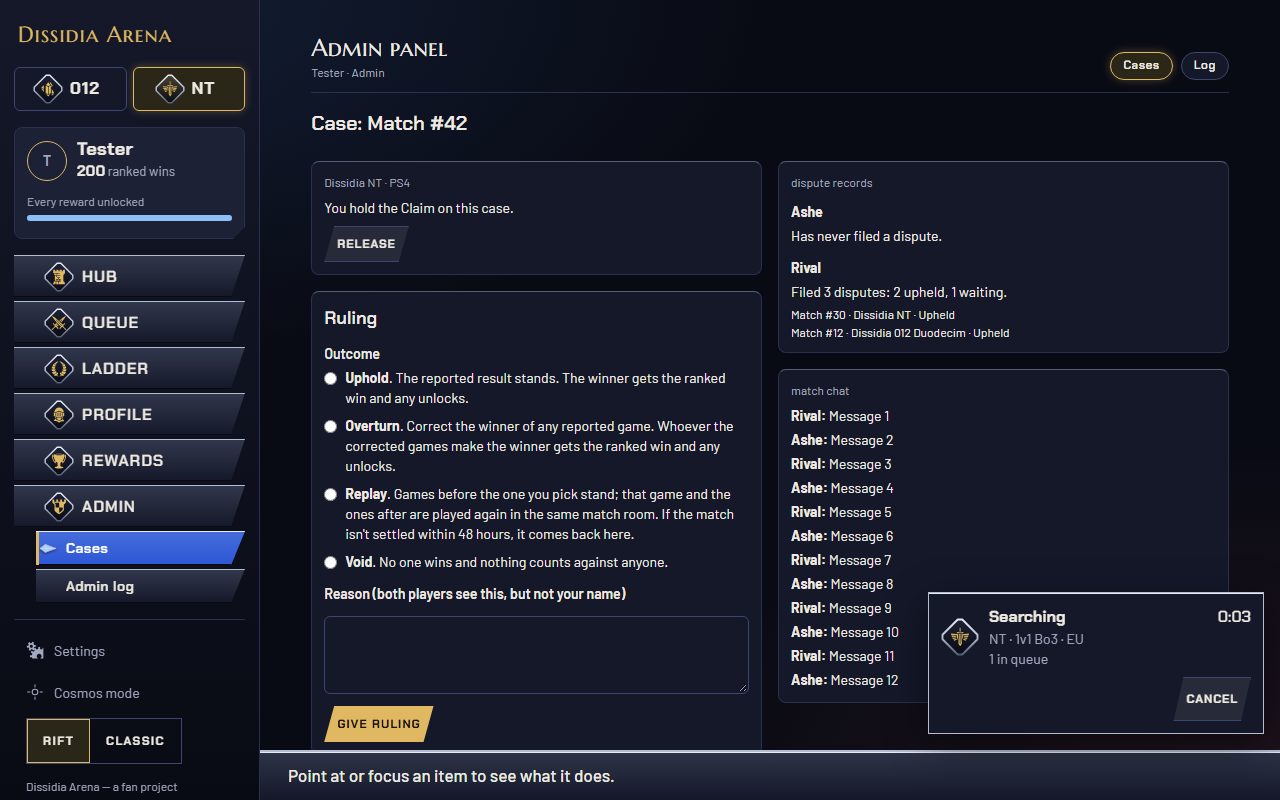 Dissidia Arena
012
NT
T
Tester
200 ranked wins
Every reward unlocked
HUB
QUEUE
LADDER
PROFILE
REWARDS
ADMIN
Cases
Admin log
Settings
Cosmos mode
RIFT
CLASSIC
Dissidia Arena — a fan project
Admin panel
Tester · Admin
Cases
Log
Case: Match #42
Dissidia NT · PS4
You hold the Claim on this case.
RELEASE
Ruling
Outcome
Uphold. The reported result stands. The winner gets the ranked
win and any unlocks.
Overturn. Correct the winner of any reported game. Whoever the
corrected games make the winner gets the ranked win and any
unlocks.
Replay. Games before the one you pick stand; that game and the
ones after are played again in the same match room. If the match
isn't settled within 48 hours, it comes back here.
Void. No one wins and nothing counts against anyone.
Reason (both players see this, but not your name)
GIVE RULING
dispute records
Ashe
Has never filed a dispute.
Rival
Filed 3 disputes: 2 upheld, 1 waiting.
Match #30 · Dissidia NT · Upheld
Match #12 · Dissidia 012 Duodecim · Upheld
match chat
Rival: Message 1
Ashe: Message 2
Rival: Message 3
Ashe: Message 4
Rival: Message 5
Ashe: Message 6
Rival: Message 7
Ashe: Message 8
Rival: Message 9
Ashe: Message 10
Rival: Message 11
Ashe: Message 12
Searching
0:03
NT · 1v1 Bo3 · EU
1 in queue
CANCEL
Point at or focus an item to see what it does.